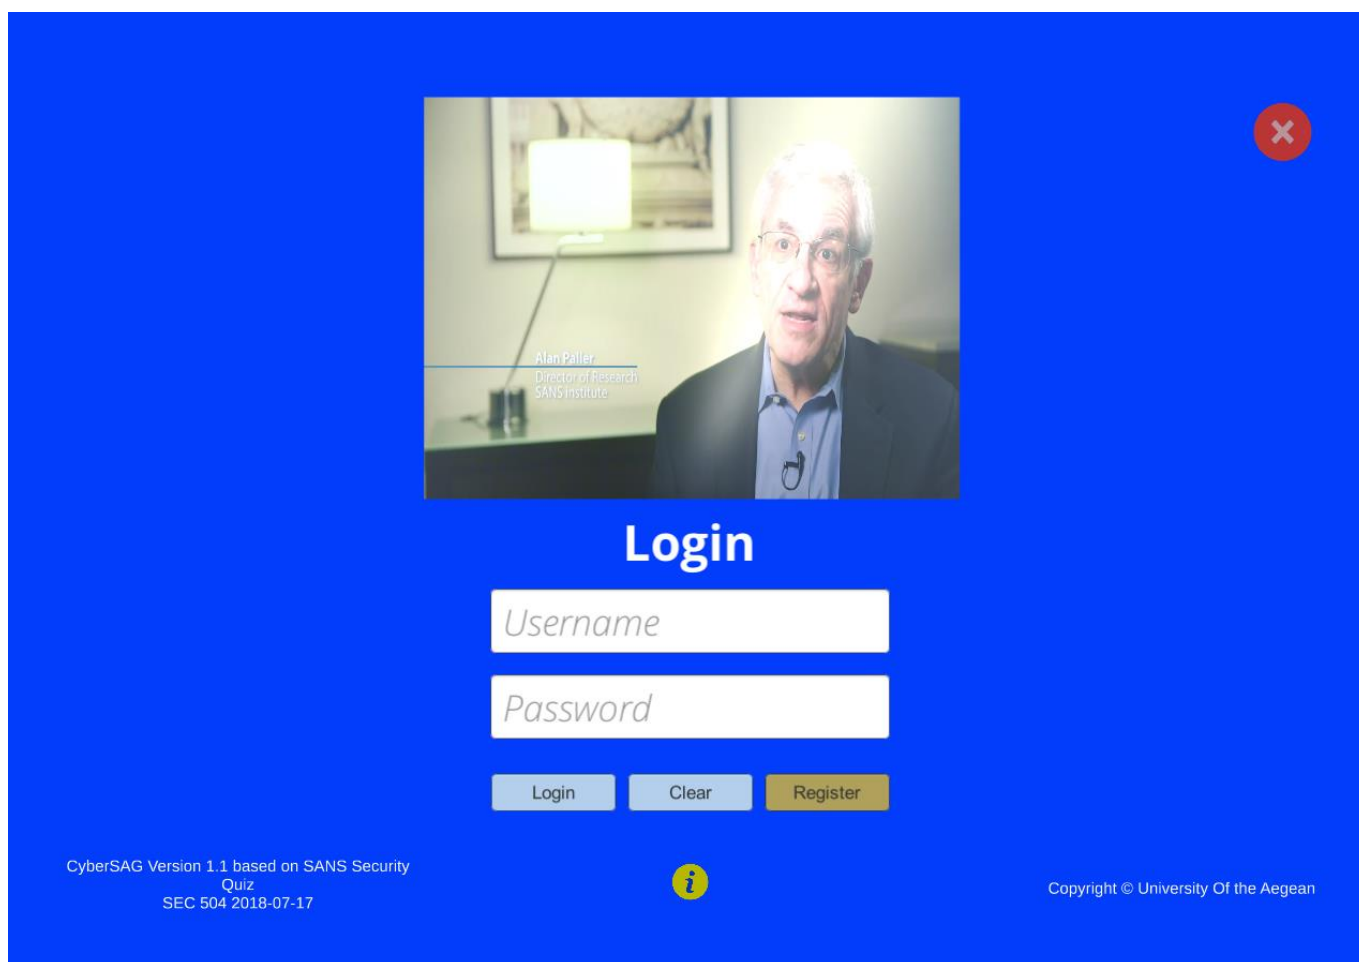 Alan Paller
Director of Research
SANS Institute
Login
Username
Password
Login Clear Register
CyberSAG Version 1.1 based on SANS Security
Quiz
SEC 504 2018-07-17
i
Copyright © University Of the Aegean